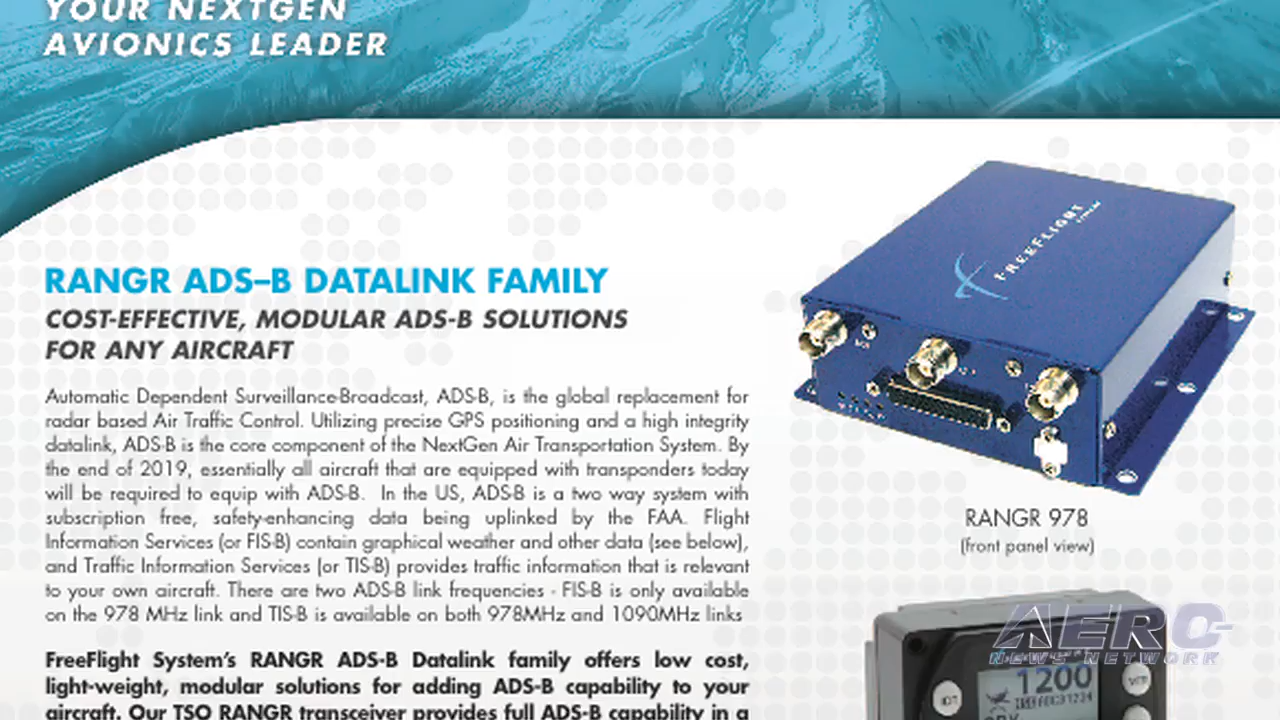 YOUR NEXTGEN
AVIONICS LEADER
RANGR ADS–B DATALINK FAMILY
COST-EFFECTIVE, MODULAR ADS-B SOLUTIONS
FOR ANY AIRCRAFT
Automatic Dependent Surveillance-Broadcast, ADS-B, is the global replacement for
radar based Air Traffic Control. Utilizing precise GPS positioning and a high integrity
datalink, ADS-B is the core component of the NextGen Air Transportation System. By
the end of 2019, essentially all aircraft that are equipped with transponders today
will be required to equip with ADS-B. In the US, ADS-B is a two way system with
subscription free, safety-enhancing data being uplinked by the FAA. Flight
Information Services (or FIS-B) contain graphical weather and other data (see below),
and Traffic Information Services (or TIS-B) provides traffic information that is relevant
to your own aircraft. There are two ADS-B link frequencies - FIS-B is only available
on the 978 MHz link and TIS-B is available on both 978MHz and 1090MHz links
FreeFlight System's RANGR ADS-B Datalink family offers low cost,
light-weight, modular solutions for adding ADS-B capability to your
aircraft. Our TSO RANGR transceiver provides full ADS-B capability in a
FREEFLIGHT
RANGR 978
(front panel view)
AERO-
NEWS NETWORK
IDT
1200
VFR